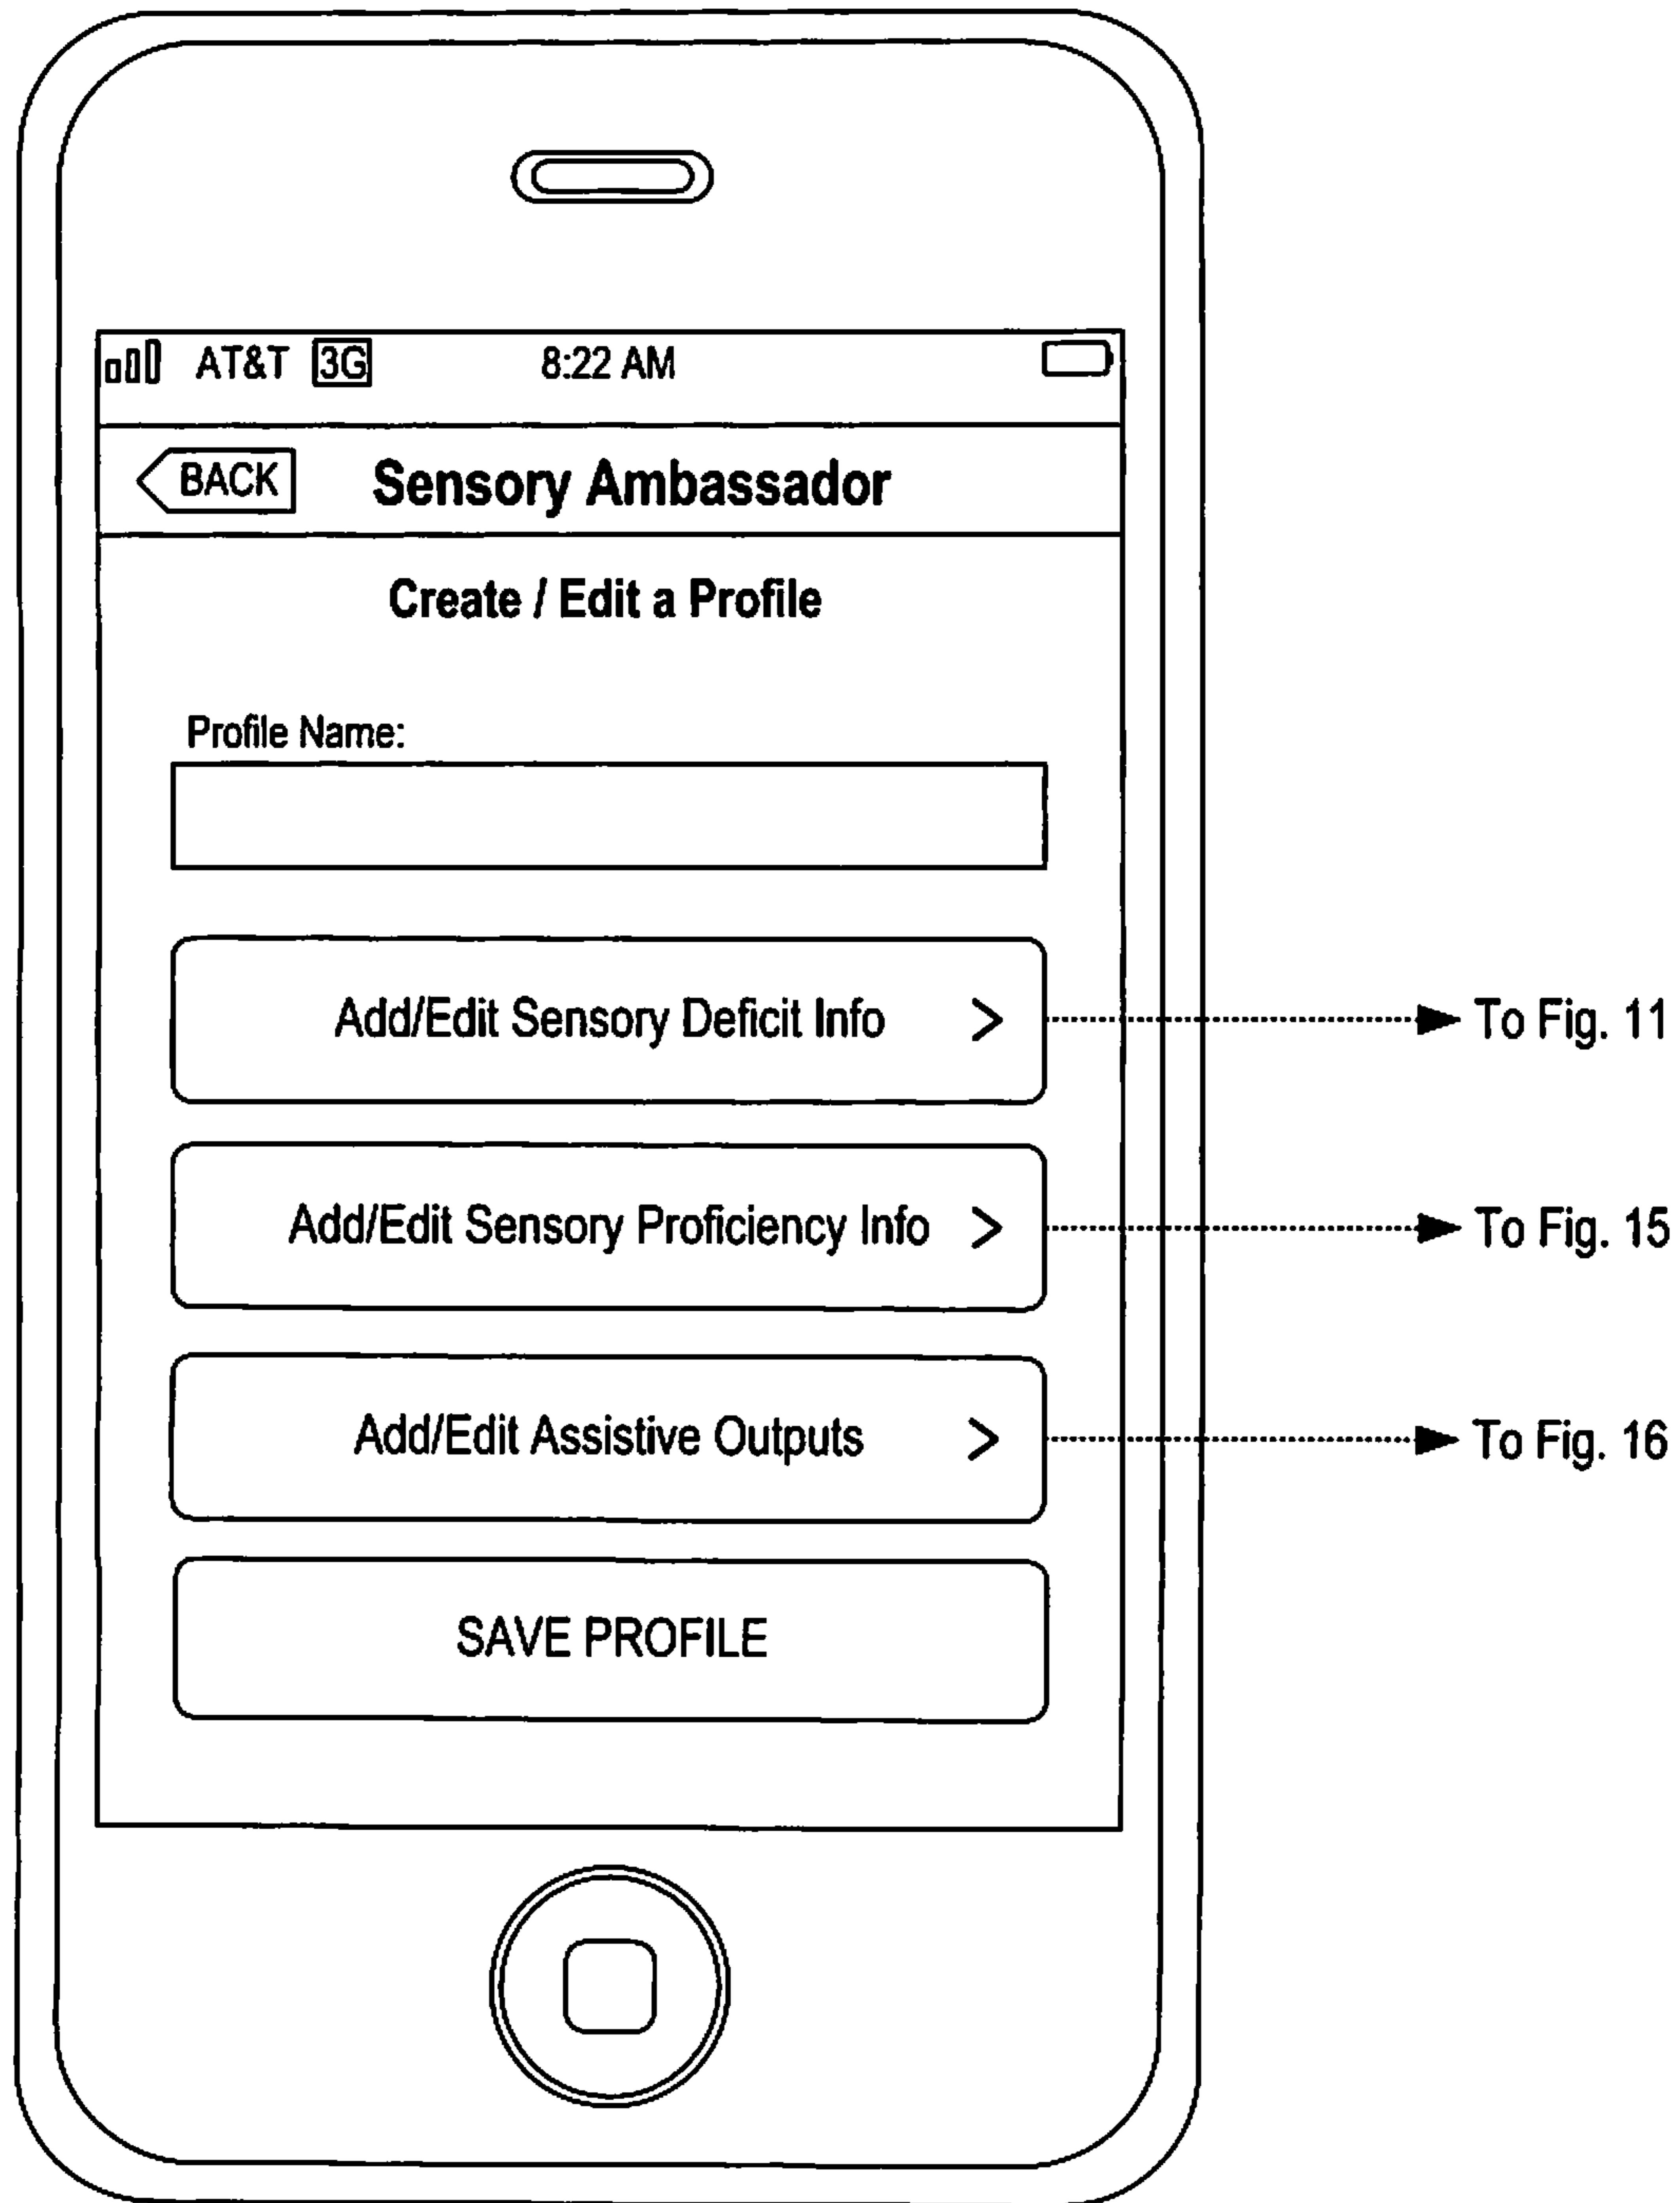 AT&T 3G 8:22 AM
BACK Sensory Ambassador
Create / Edit a Profile
Profile Name:
Add/Edit Sensory Deficit Info > To Fig. 11
Add/Edit Sensory Proficiency Info > To Fig. 15
Add/Edit Assistive Outputs > To Fig. 16
SAVE PROFILE